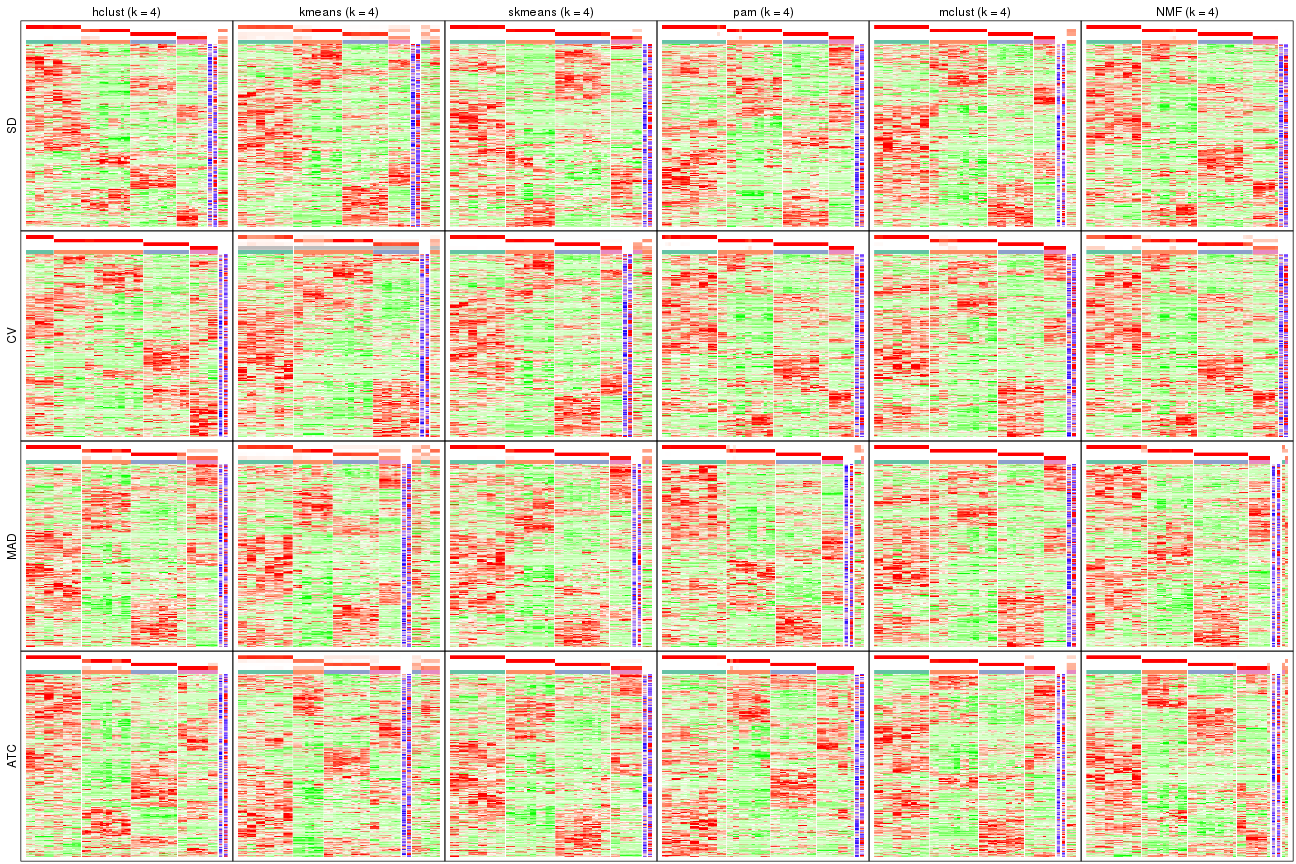 hclust (k = 4) kmeans (k = 4) skmeans (k = 4) pam (k = 4) mclust (k = 4) NMF (k = 4)
SD
CV
MAD
ATC